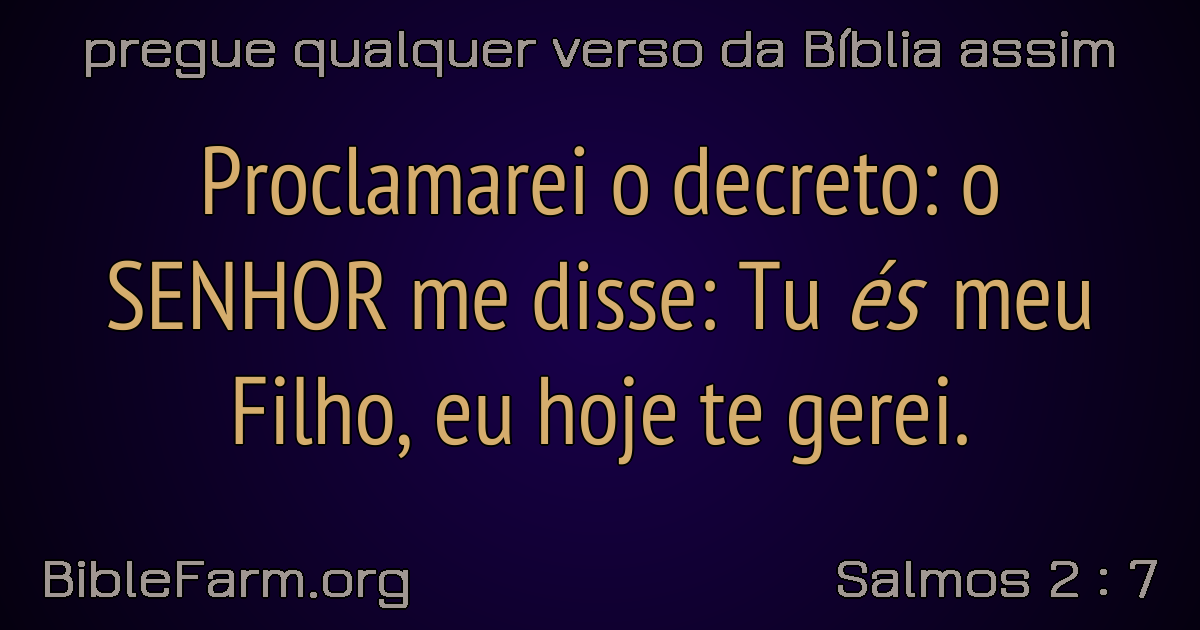 pregue qualquer verso da Bíblia assim
Proclamarei o decreto: o
SENHOR me disse: Tu és meu
Filho, eu hoje te gerei.
BibleFarm.org
Salmos 2 : 7